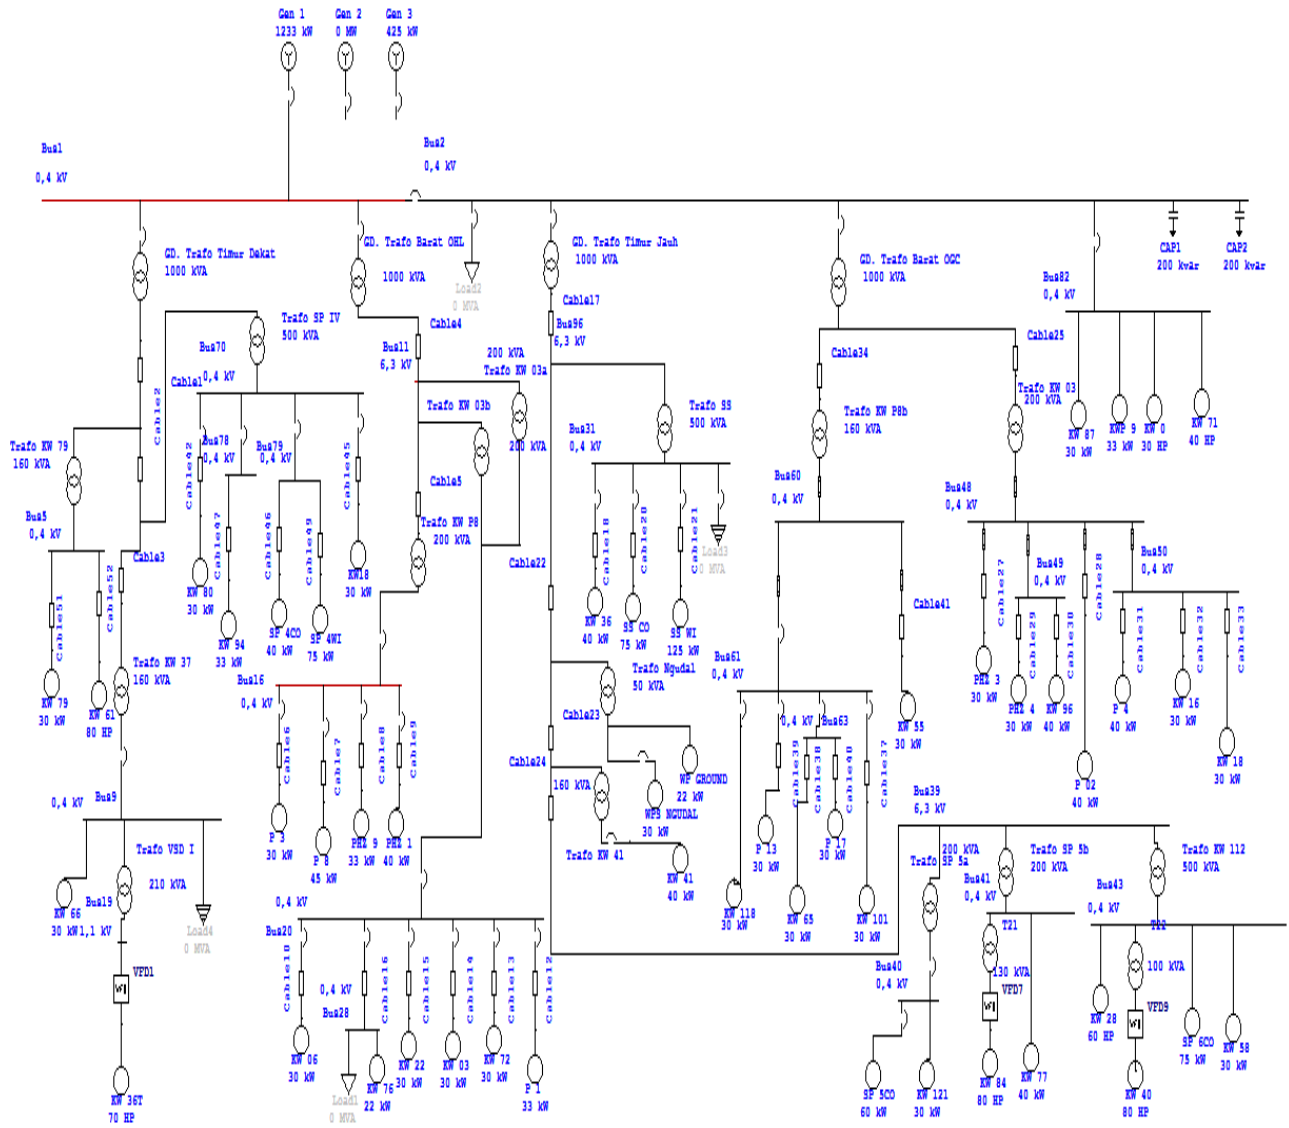 Gen 1
1233 kW
Gen 2
0 MW
Gen 3
425 kW
Bus1
0,4 kV
Bus2
0,4 kV
GD. Trafo Timur Dekat
1000 kVA
GD. Trafo Barat OHL
1000 kVA
Load2
0 MVA
GD. Trafo Timur Jauh
1000 kVA
GD. Trafo Barat OGC
1000 kVA
Bus82
0,4 kV
CAP1
200 kvar
CAP2
200 kvar
Trafo SP IV
500 kVA
Cable4
Cable17
Bus96
6,3 kV
Cable25
Bus70
0,4 kV
Cable1
Cable2
Bus11
6,3 kV
200 kVA
Trafo KW 03a
Cable34
Trafo KW 03
200 kVA
Trafo KW 03b
200 kVA
Trafo SS
500 kVA
Trafo KW P8b
160 kVA
KW 87
30 kW
KWP 9
33 kW
KW 0
30 HP
KW 71
40 HP
Trafo KW 79
160 kVA
Cable42
Bus78
0,4 kV
Bus79
0,4 kV
Cable45
Bus31
0,4 kV
Cable5
Bus60
0,4 kV
Bus48
0,4 kV
Bus5
0,4 kV
Cable47
Cable46
Cable49
Trafo KW P8
200 kVA
Cable18
Cable20
Cable21
Load3
0 MVA
Cable3
Cable52
Cable51
KW 80
30 kW
KW18
30 kW
Cable22
Cable27
Bus49
0,4 kV
Cable28
Bus50
0,4 kV
KW 94
33 kW
SP 4CO
40 kW
SP 4WI
75 kW
KW 36
40 kW
SS CO
75 kW
SS WI
125 kW
Cable41
Cable29
Cable30
Cable31
Cable32
Cable33
Trafo KW 37
160 kVA
Bus16
0,4 kV
Trafo Ngudal
50 kVA
Bus61
0,4 kV
PHZ 3
30 kW
PHZ 4
30 kW
KW 96
40 kW
P 4
40 kW
KW 16
30 kW
KW 79
30 kW
KW 61
80 HP
Cable6
Cable7
Cable8
Cable9
Cable23
0,4 kV
Bus63
KW 55
30 kW
KW 18
30 kW
Cable24
160 kVA
WP GROUND
22 kW
Cable39
Cable38
Cable40
Cable37
P 02
40 kW
0,4 kV
Bus9
WPS NGUDAL
30 kW
Bus39
6,3 kV
P 3
30 kW
P 8
45 kW
PHZ 9
33 kW
PHZ 1
40 kW
Trafo KW 41
KW 41
40 kW
P 13
30 kW
P 17
30 kW
200 kVA
Trafo SP 5a
Trafo SP 5b
200 kVA
Trafo KW 112
500 kVA
Trafo VSD I
210 kVA
KW 66
30 kW
Bus19
1,1 kV
Load4
0 MVA
0,4 kV
Bus20
KW 118
30 kW
KW 65
30 kW
KW 101
30 kW
Bus41
0,4 kV
Bus43
0,4 kV
T21
130 kVA
T22
100 kVA
VFD1
VFD
Cable10
0,4 kV
Bus28
Cable16
Cable15
Cable14
Cable13
Cable12
Bus40
0,4 kV
VFD7
VFD
VFD9
VFD
KW 28
60 HP
SP 6CO
75 kW
KW 58
30 kW
KW 06
30 kW
KW 76
22 kW
KW 22
30 kW
KW 03
30 kW
KW 72
30 kW
P 1
33 kW
Load1
0 MVA
KW 36T
70 HP
SP 5CO
60 kW
KW 121
30 kW
KW 84
80 HP
KW 77
40 kW
KW 40
80 HP